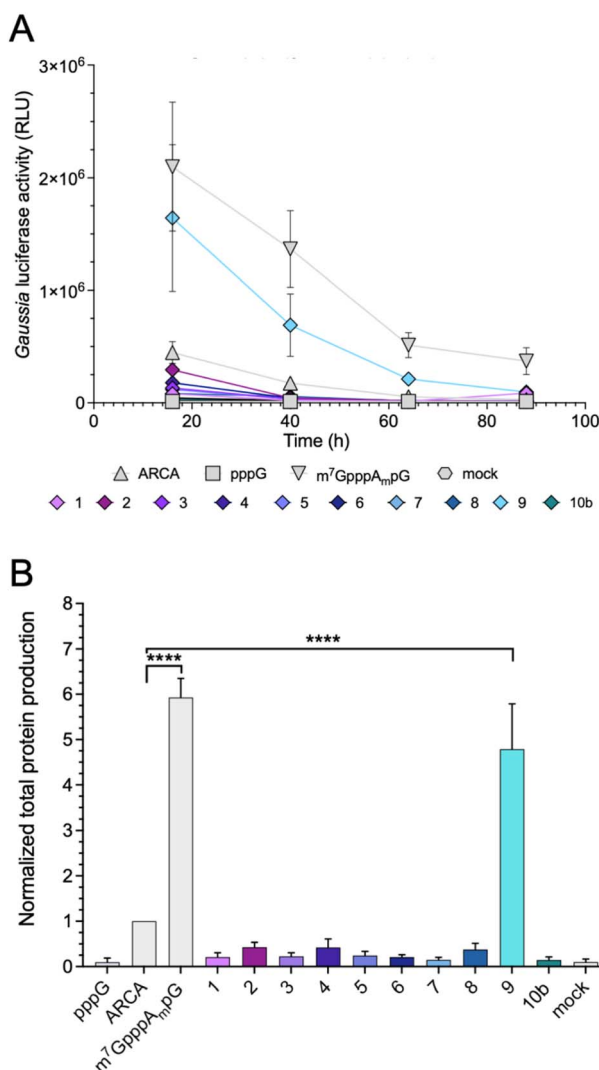 A
3×10⁶
2×10⁶
1×10⁶
0
Gaussia luciferase activity (RLU)
0 20 40 60 80 100
Time (h)
ARCA pppG m⁷GpppAₘpG mock
1 2 3 4 5 6 7 8 9 10b
B
8
7
6
5
4
3
2
1
0
Normalized total protein production
****
****
pppG ARCA m⁷GpppAₘpG 1 2 3 4 5 6 7 8 9 10b mock